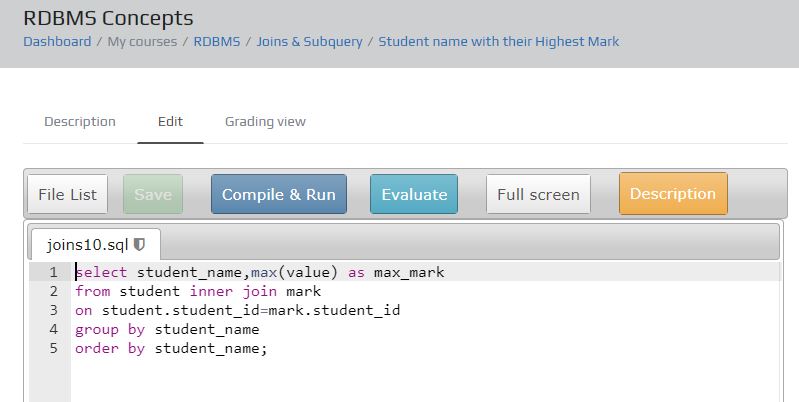 RDBMS Concepts
Dashboard / My courses / RDBMS / Joins & Subquery / Student name with their Highest Mark
Description Edit Grading view
File List Save Compile & Run Evaluate Full screen Description
joins10.sql
1 select student_name,max(value) as max_mark
2 from student inner join mark
3 on student.student_id=mark.student_id
4 group by student_name
5 order by student_name;